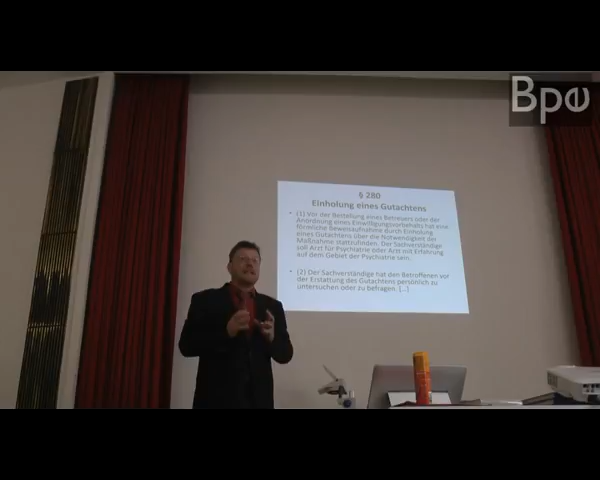 Bpe
§ 280
Einholung eines Gutachtens
• (1) Vor der Bestellung eines Betreuers oder der
Anordnung eines Einwilligungsvorbehalts hat eine
förmliche Beweisaufnahme durch Einholung
eines Gutachtens über die Notwendigkeit der
Maßnahme stattzufinden. Der Sachverständige
soll Arzt für Psychiatrie oder Arzt mit Erfahrung
auf dem Gebiet der Psychiatrie sein.
• (2) Der Sachverständige hat den Betroffenen vor
der Erstattung des Gutachtens persönlich zu
untersuchen oder zu befragen. [...]